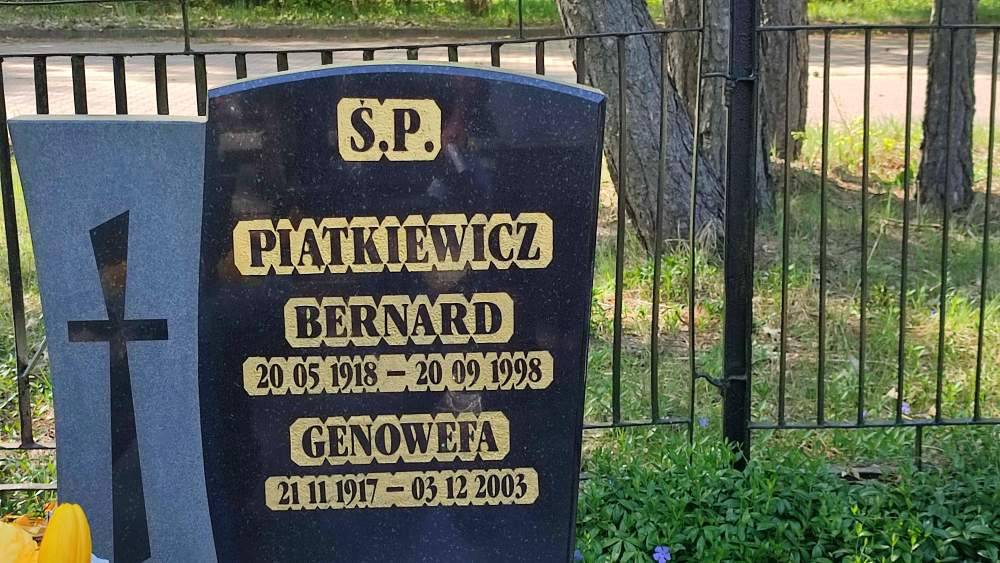 Ś.P.
PIATKIEWICZ
BERNARD
20 05 1918 – 20 09 1998
GENOWEFA
21 11 1917 – 03 12 2003